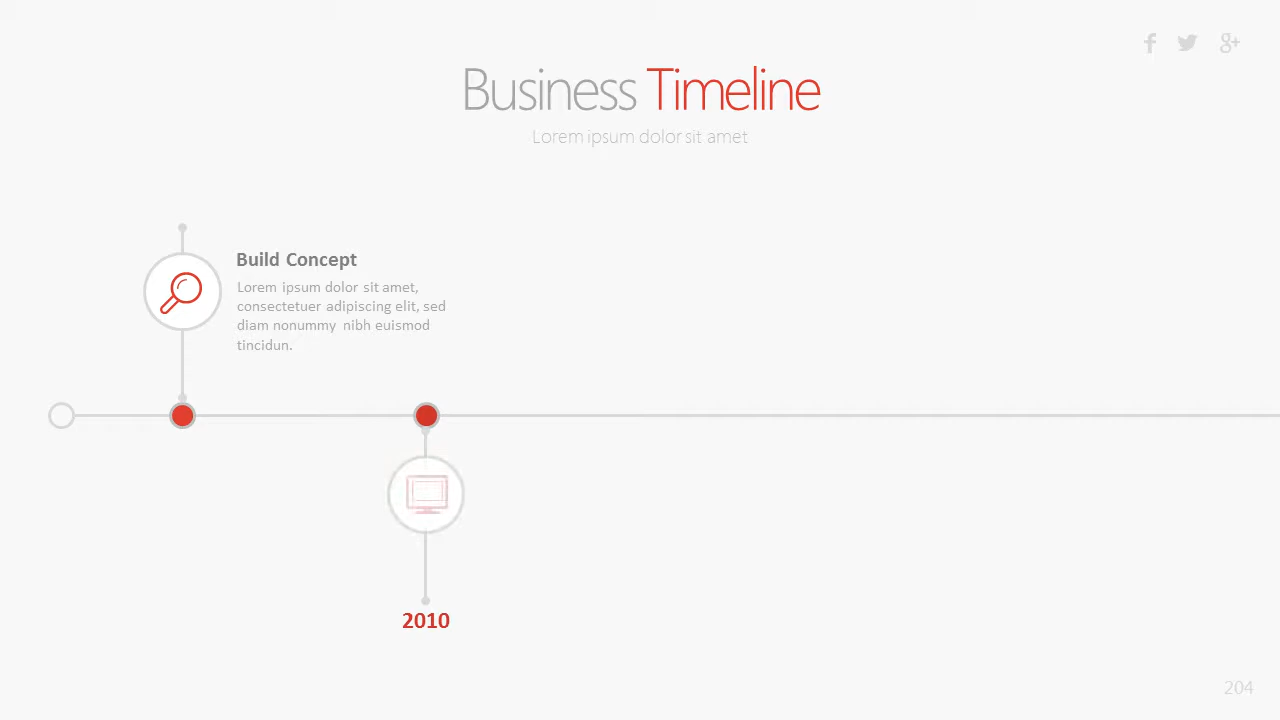 Business Timeline
Lorem ipsum dolor sit amet
Build Concept
Lorem ipsum dolor sit amet,
consectetuer adipiscing elit, sed
diam nonummy nibh euismod
tincidun.
2010
204